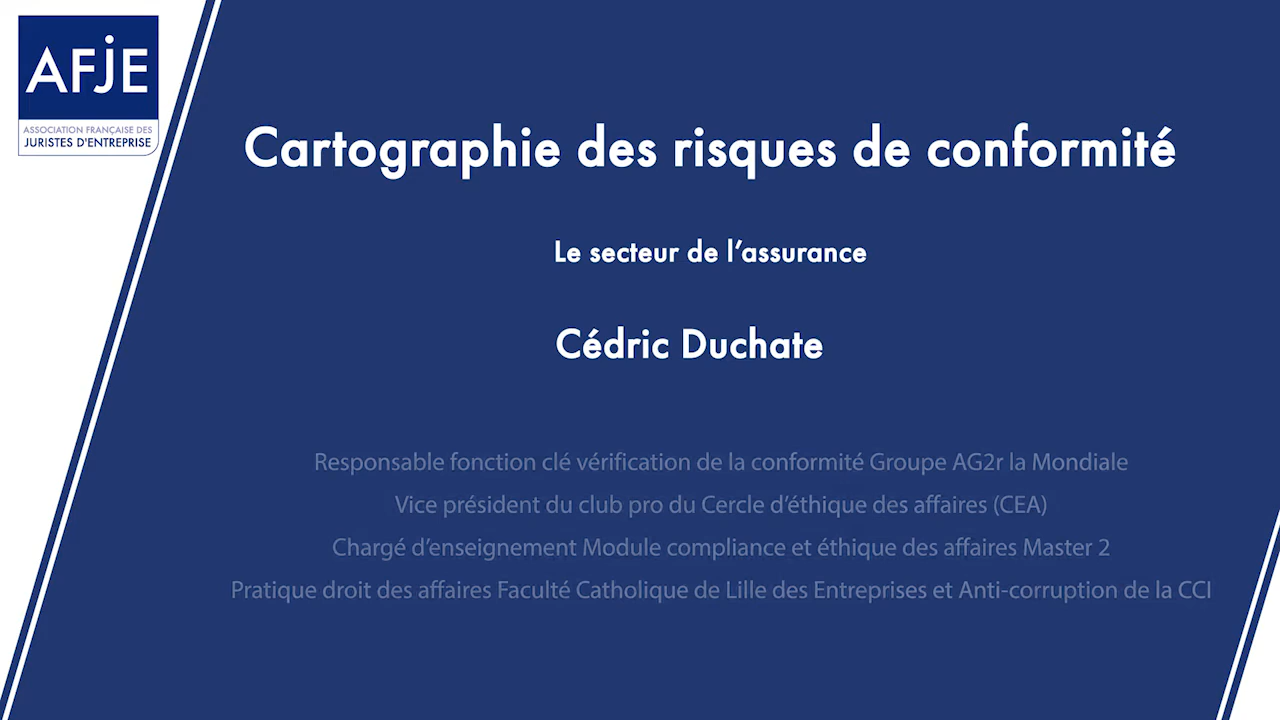 AFJE
ASSOCIATION FRANÇAISE DES
JURISTES D'ENTREPRISE
Cartographie des risques de conformité
Le secteur de l’assurance
Cédric Duchate
Responsable fonction clé vérification de la conformité Groupe AG2r la Mondiale
Vice président du club pro du Cercle d’éthique des affaires (CEA)
Chargé d’enseignement Module compliance et éthique des affaires Master 2
Pratique droit des affaires Faculté Catholique de Lille des Entreprises et Anti-corruption de la CCI